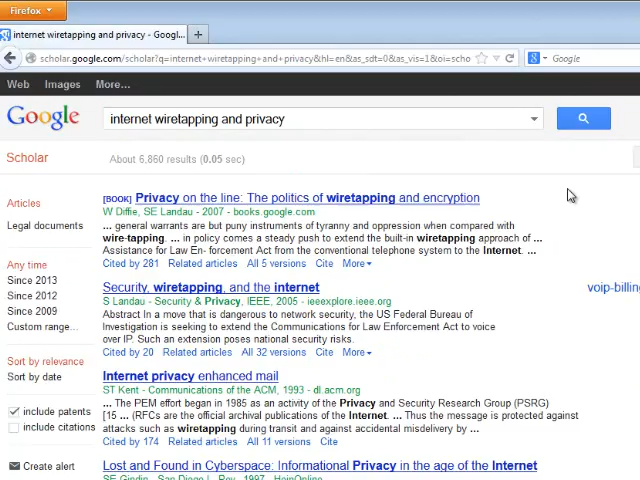 Firefox
internet wiretapping and privacy - Googl...
scholar.google.com/scholar?q=internet+wiretapping+and+privacy&hl=en&as_sdt=0&as_vis=1&oi=scho
Google
Web Images More...
Google
internet wiretapping and privacy
Scholar
About 6,860 results (0.05 sec)
Articles
Legal documents
Any time
Since 2013
Since 2012
Since 2009
Custom range...
Sort by relevance
Sort by date
include patents
include citations
Create alert
[BOOK] Privacy on the line: The politics of wiretapping and encryption
W Diffie, SE Landau - 2007 - books.google.com
... general warrants are but puny instruments of tyranny and oppression when compared with
wire-tapping. ... in policy comes a steady push to extend the built-in wiretapping approach of ...
Assistance for Law En- forcement Act from the conventional telephone system to the Internet. ...
Cited by 281 Related articles All 5 versions Cite More
Security, wiretapping, and the internet
S Landau - Security & Privacy, IEEE, 2005 - ieeexplore.ieee.org
Abstract In a move that is dangerous to network security, the US Federal Bureau of
Investigation is seeking to extend the Communications for Law Enforcement Act to voice
over IP. Such an extension poses national security risks.
Cited by 20 Related articles All 32 versions Cite More
voip-billing
Internet privacy enhanced mail
ST Kent - Communications of the ACM, 1993 - dl.acm.org
... The PEM effort began in 1985 as an activity of the Privacy and Security Research Group (PSRG)
[15 ... (RFCs are the official archival publications of the Internet. ... Thus the message is protected against
attacks such as wiretapping during transit and against accidental misdelivery by ...
Cited by 174 Related articles All 11 versions Cite
Lost and Found in Cyberspace: Informational Privacy in the age of the Internet
SE Gindin - San Diego L. Rev., 1997 - HeinOnline